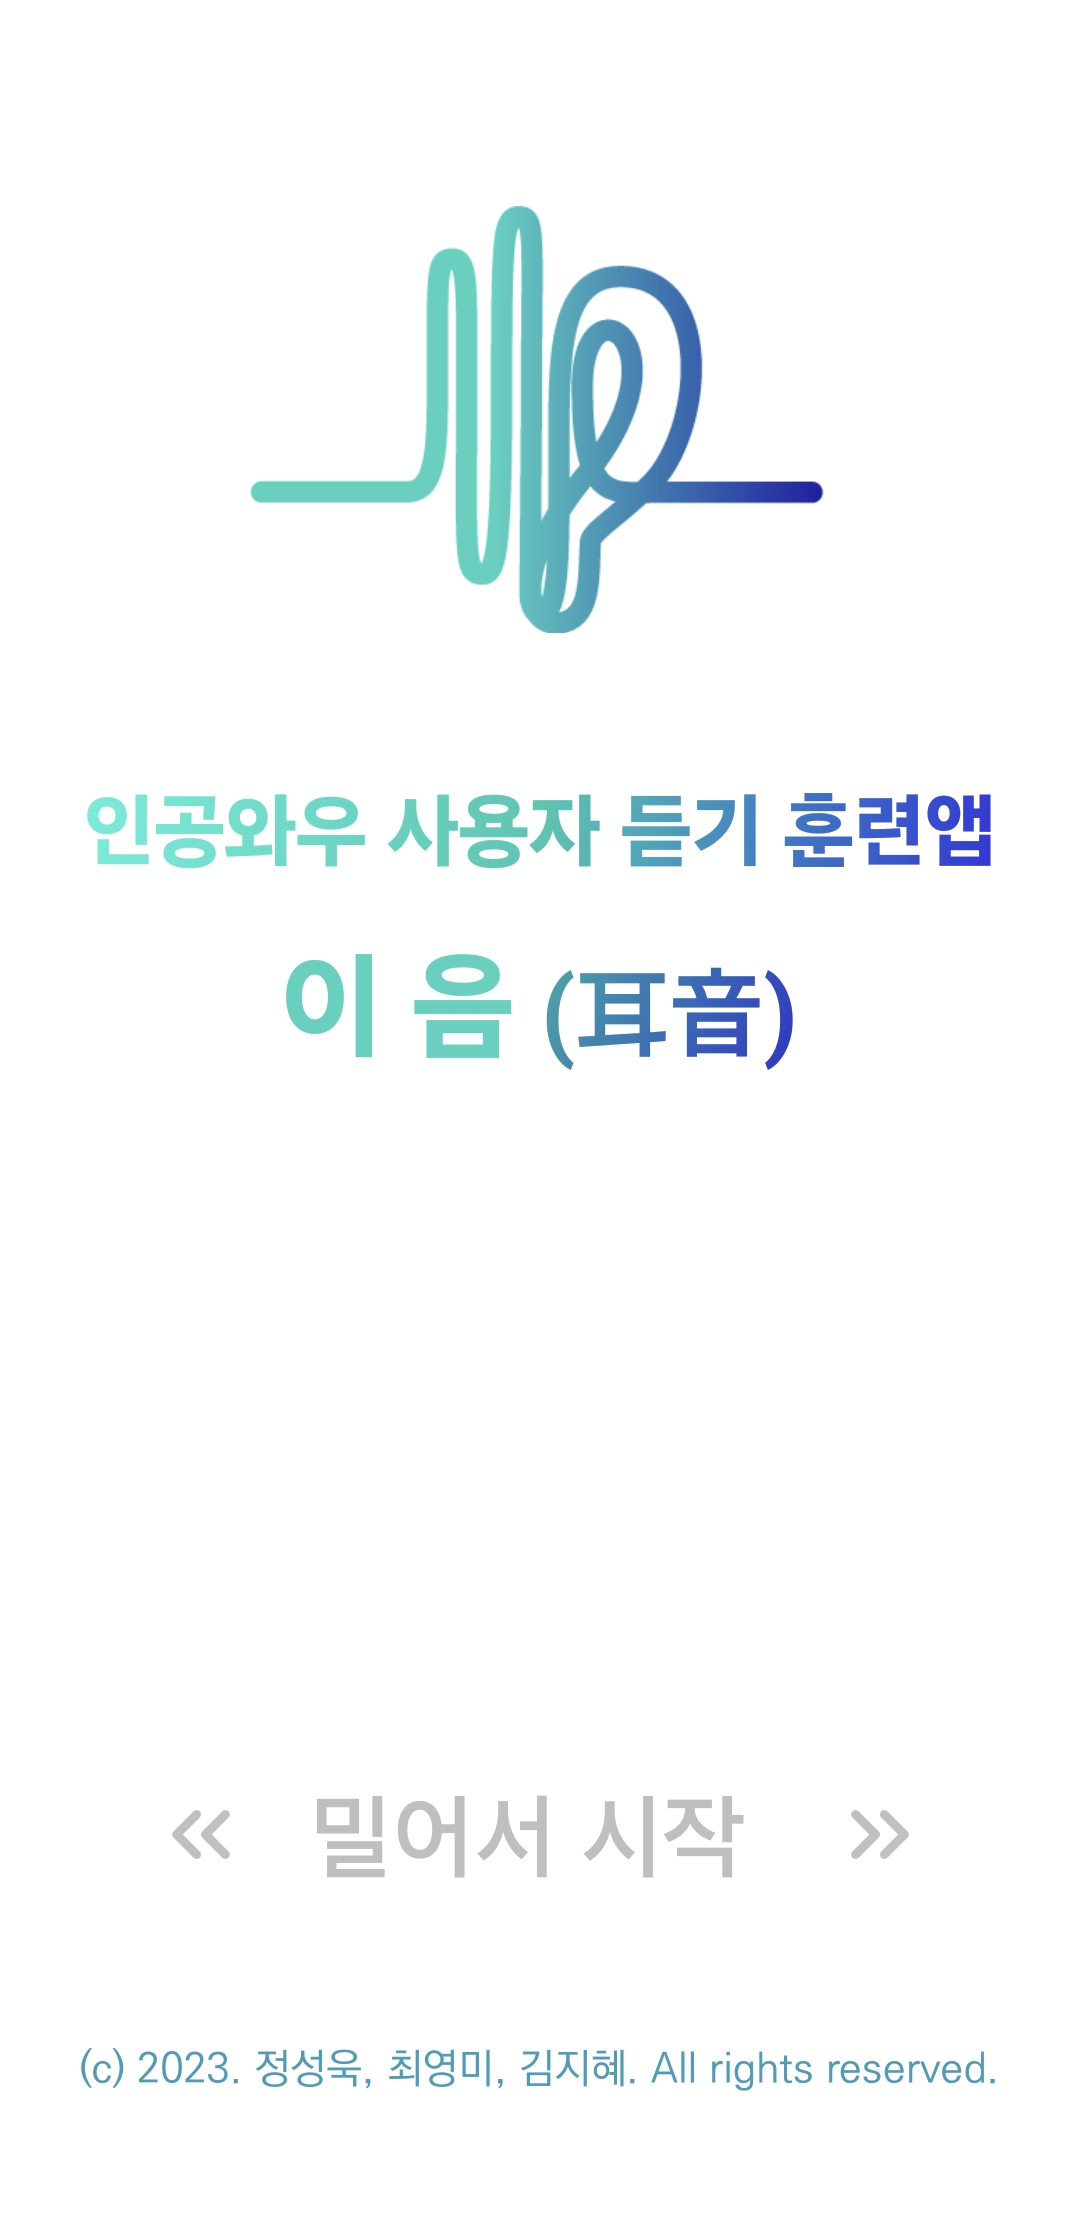 인공와우 사용자 듣기 훈련앱
이 음 (耳音)
« 밀어서 시작 »
(c) 2023. 정성욱, 최영미, 김지혜. All rights reserved.